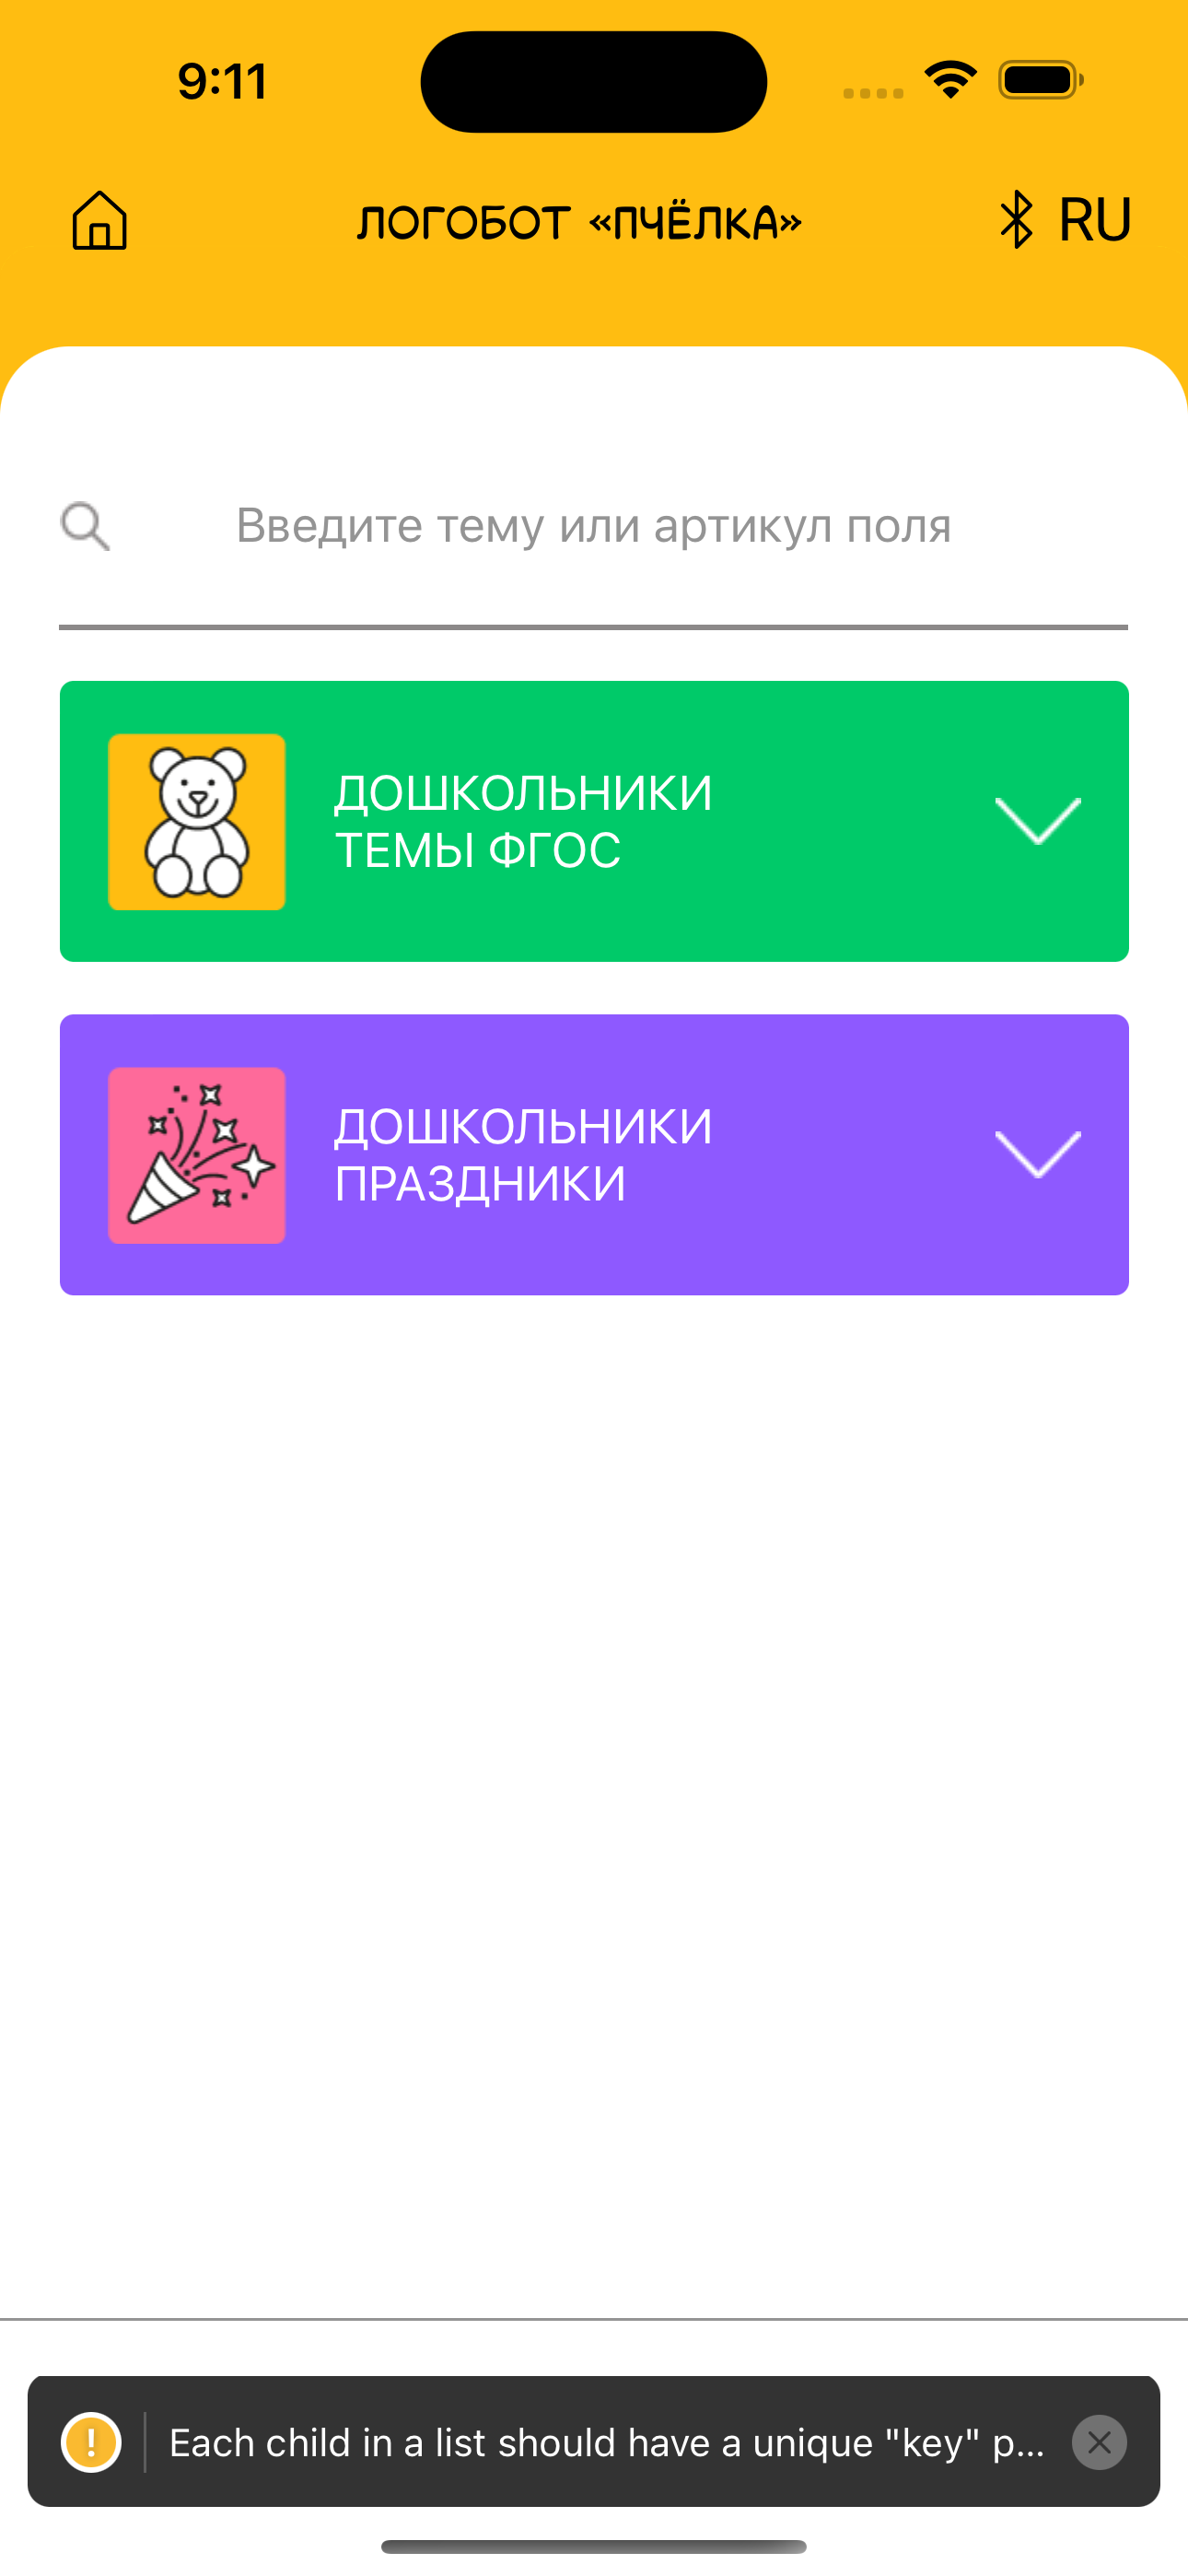 9:11
ЛОГОБОТ «ПЧЁЛКА»
RU
Введите тему или артикул поля
ДОШКОЛЬНИКИ
ТЕМЫ ФГОС
ДОШКОЛЬНИКИ
ПРАЗДНИКИ
Each child in a list should have a unique "key" p...